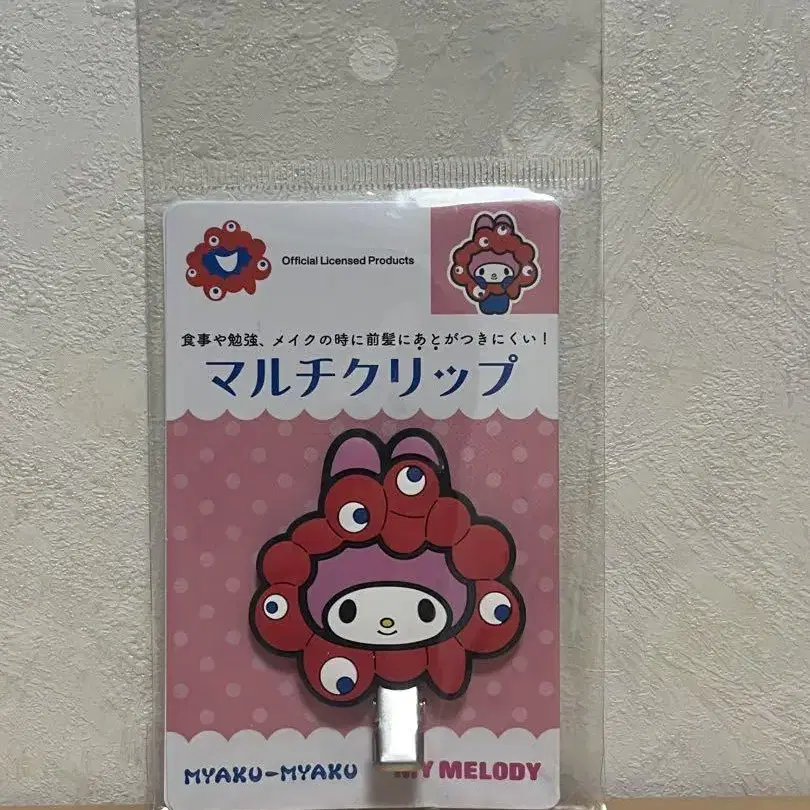 Official Licensed Products
食事や勉強、メイクの時に前髪にあとがつきにくい！
マルチクリップ
MYAKU-MYAKU
MY MELODY